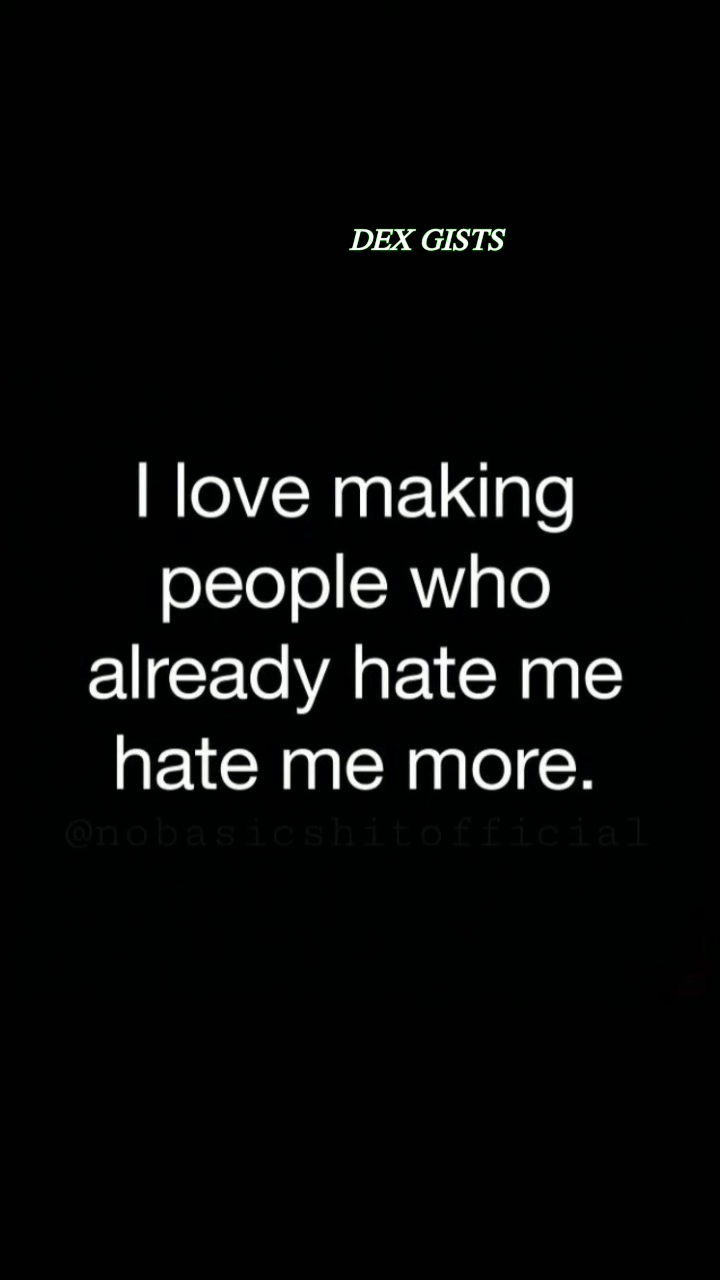 DEX GISTS
I love making
people who
already hate me
hate me more.
@nobasicshitofficial